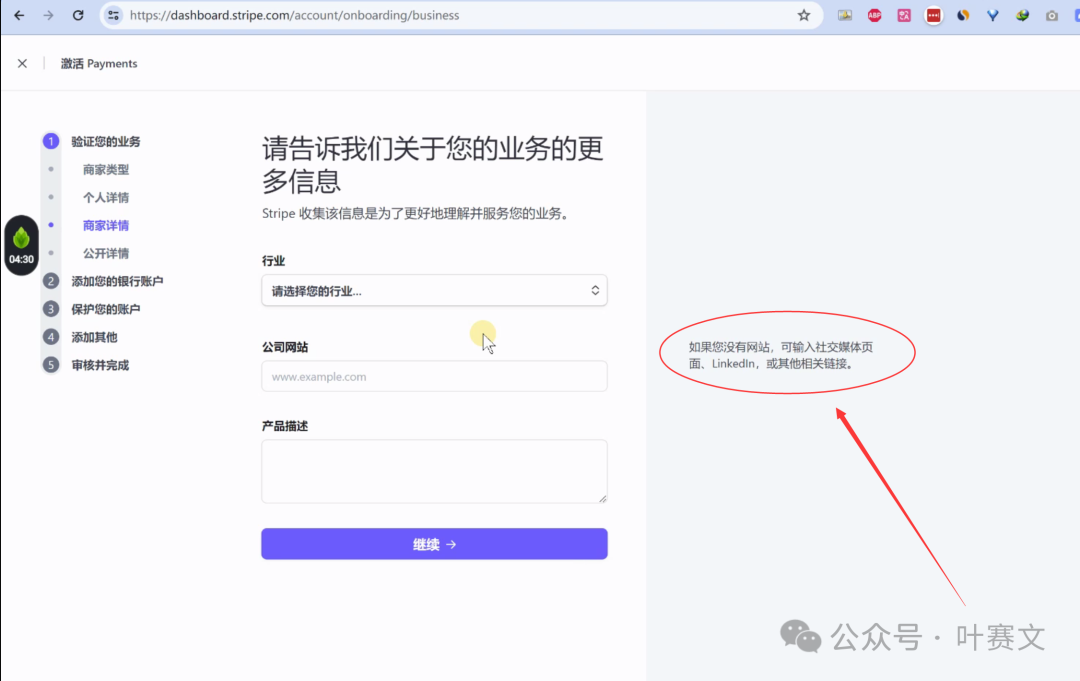 https://dashboard.stripe.com/account/onboarding/business
ABP
激活 Payments
1 验证您的业务
商家类型
个人详情
商家详情
公开详情
2 添加您的银行账户
3 保护您的账户
4 添加其他
5 审核并完成
04:30
请告诉我们关于您的业务的更
多信息
Stripe 收集该信息是为了更好地理解并服务您的业务。
行业
请选择您的行业...
公司网站
www.example.com
产品描述
继续 →
如果您没有网站，可输入社交媒体页
面、LinkedIn，或其他相关链接。
公众号 · 叶赛文